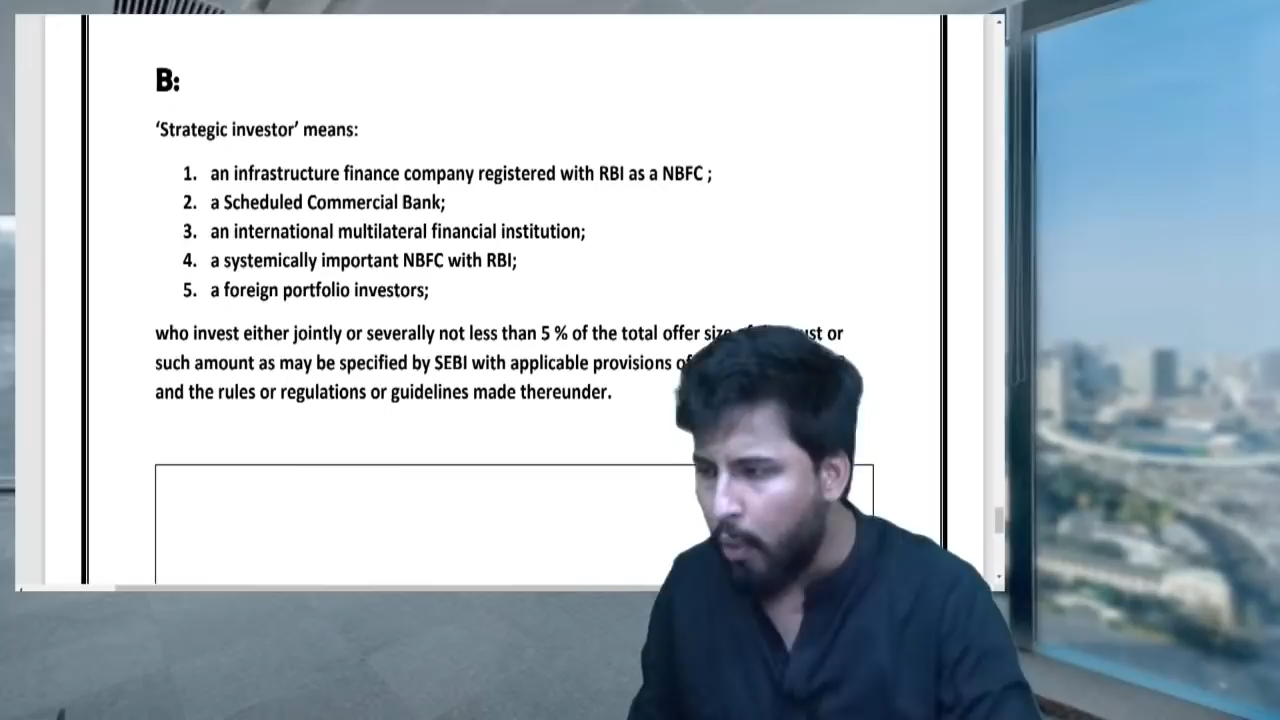 B:
‘Strategic investor’ means:
1. an infrastructure finance company registered with RBI as a NBFC ;
2. a Scheduled Commercial Bank;
3. an international multilateral financial institution;
4. a systemically important NBFC with RBI;
5. a foreign portfolio investors;
who invest either jointly or severally not less than 5 % of the total offer size or
such amount as may be specified by SEBI with applicable provisions of
and the rules or regulations or guidelines made thereunder.